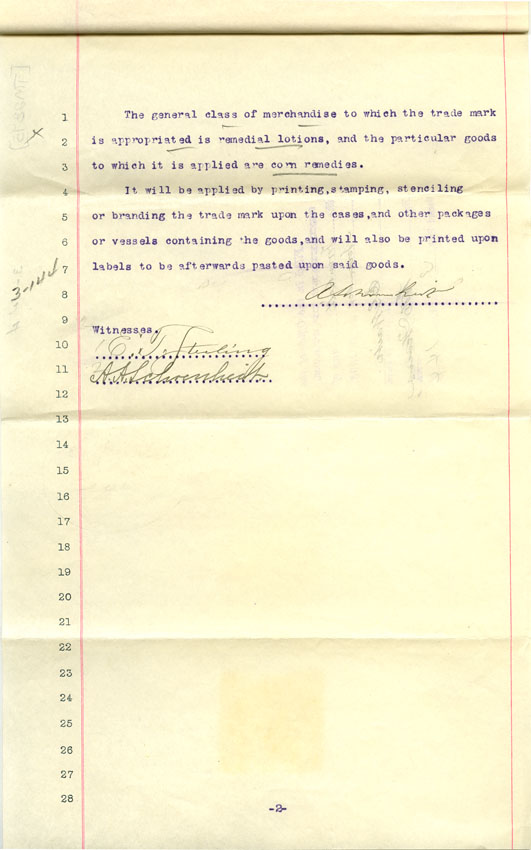 1 The general class of merchandise to which the trade mark
2 is appropriated is remedial lotions, and the particular goods
3 to which it is applied are corn remedies.
4 It will be applied by printing,stamping, stenciling
5 or branding the trade mark upon the cases,and other packages
6 or vessels containing the goods,and will also be printed upon
7 labels to be afterwards pasted upon said goods.
3-144
8
9 Witnesses.
10 Sterling
11 A.A.Schoenheidt
12
13
14
15
16
17
18
19
20
21
22
23
24
25
26
27
28
-2-